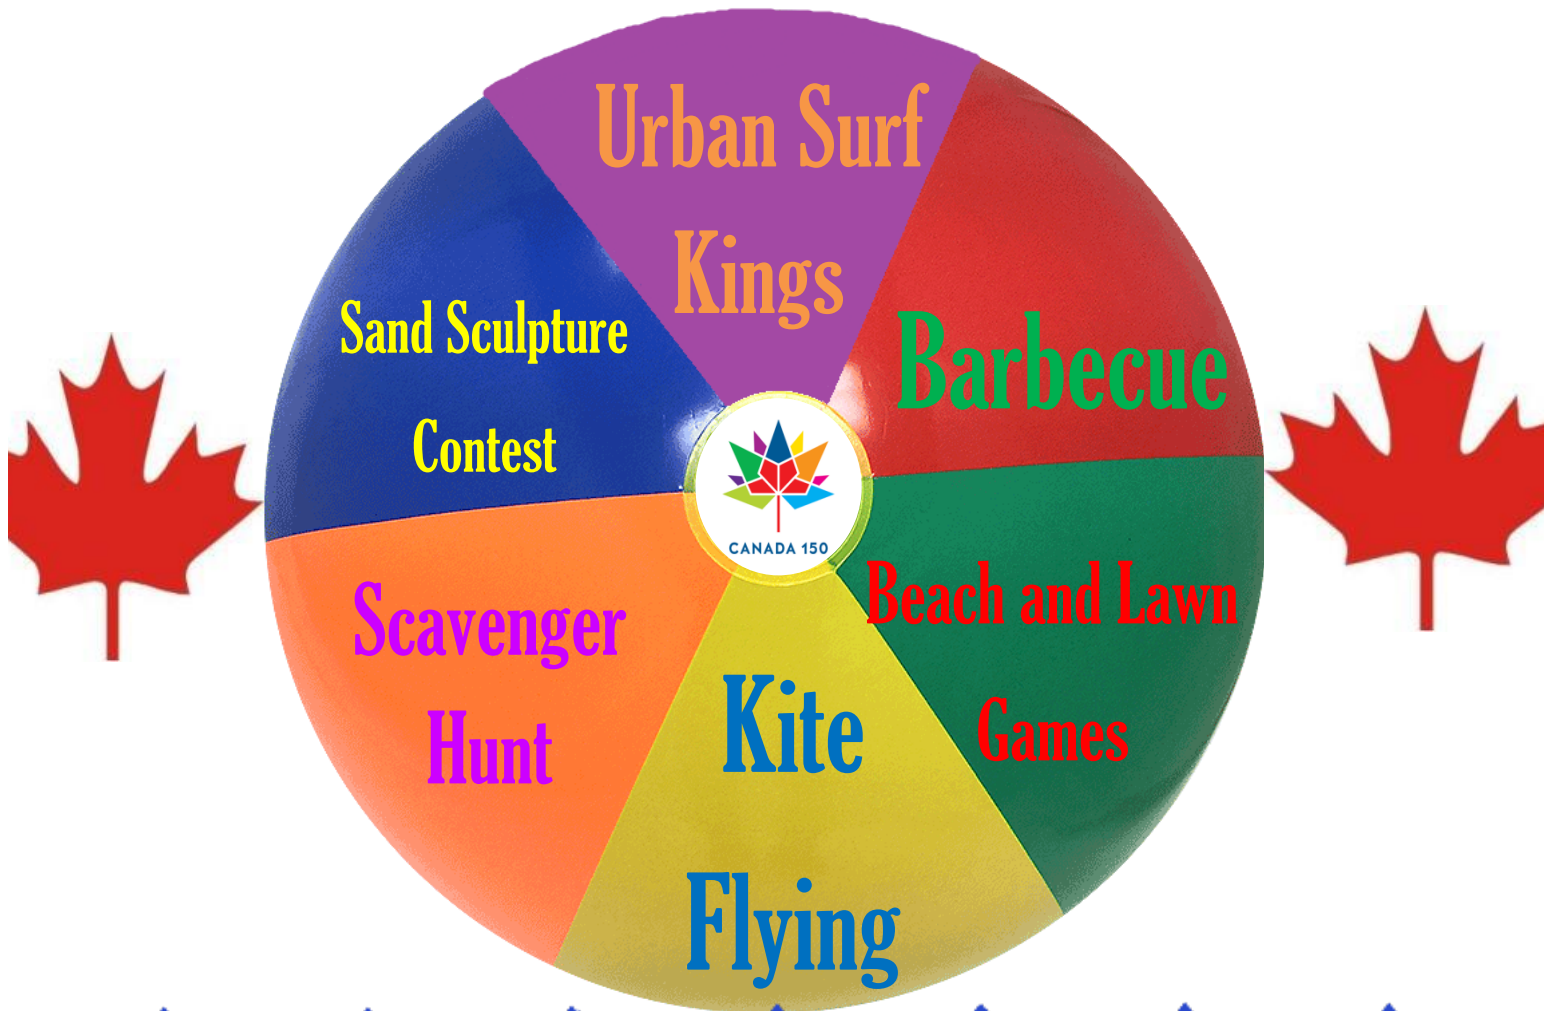 Urban Surf
Kings
Barbecue
Beach and Lawn
Games
Kite
Flying
Scavenger
Hunt
Sand Sculpture
Contest
CANADA 150